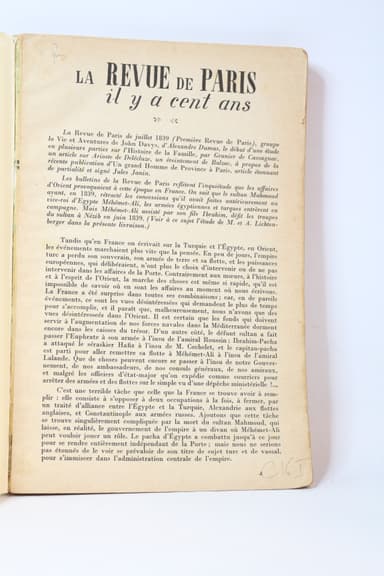 LA REVUE DE PARIS
il y a cent ans
La Revue de Paris de juillet 1839 (Première Revue de Paris), groupe
la Vie et Aventures de John Davys, d'Alexandre Dumas, le début d'une étude
en plusieurs parties sur l'Histoire de la Famille, par Granier de Cassagnac,
un article sur Arioste de Delécluze, un éreintement de Balzac, à propos de la
récente publication d'Un grand Homme de Province à Paris, article étonnant
de partialité et signé Jules Janin.
Les bulletins de la Revue de Paris reflètent l'inquiétude que les affaires
d'Orient provoquaient à cette époque en France. On sait que le sultan Mahmoud
ayant, en 1839, retourné les concessions qu'il avait faites antérieurement au
vice-roi d'Egypte Méhémet-Ali, les armées égyptiennes et turques entrèrent en
campagne. Mais Méhémet-Ali assisté par son fils Ibrahim, défit les troupes
du sultan à Nézib en juin 1839. (Voir à ce sujet l'étude de M. et A. Lichten-
berger dans la présente livraison.)
Tandis qu'en France on écrivait sur la Turquie et l'Égypte, en Orient,
les événements marchaient plus vite que la pensée. En peu de jours, l'empire
turc a perdu son souverain, son armée de terre et sa flotte, et les puissances
européennes, qui délibéraient, n'ont plus le choix d'intervenir ou de ne pas
intervenir dans les affaires de la Porte. Contrairement aux mœurs, à l'histoire
et à l'esprit de l'Orient, la marche des choses est même si rapide, qu'il est
impossible de savoir où en sont les affaires au moment où nous écrivons.
La France a été surprise dans toutes ses combinaisons ; car, en de pareils
événements, ce sont les vues désintéressées qui demandent le plus de temps
pour s'accomplir, et il paraît que, malheureusement, nous n'avons que des
vues désintéressées dans l'Orient. Il est certain que les fonds qui doivent
servir à l'augmentation de nos forces navales dans la Méditerranée dorment
encore dans les caisses du trésor. D'un autre côté, le défunt sultan a fait
passer l'Euphrate à son armée à l'insu de l'amiral Roussin ; Ibrahim-Pacha
a attaqué le séraskier Hafiz à l'insu de M. Cochelet, et le capitan-pacha
est parti pour aller remettre sa flotte à Méhémet-Ali à l'insu de l'amiral
Lalande. Que de choses peuvent encore se passer à l'insu de notre Gouver-
nement, de nos ambassadeurs, de nos consuls généraux, de nos amiraux,
et malgré les officiers d'état-major qu'on expédie comme courriers pour
arrêter des armées et des flottes sur le simple vu d'une dépêche ministérielle !...
C'est une terrible tâche que celle que la France se trouve avoir à rem-
plir ; elle consiste à s'opposer à deux occupations à la fois, à fermer, par
un traité d'alliance entre l'Égypte et la Turquie, Alexandrie aux flottes
anglaises, et Constantinople aux armées russes. Ajoutons que cette tâche
se trouve singulièrement compliquée par la mort du sultan Mahmoud, qui
laisse, en réalité, le gouvernement de l'empire à un divan où Méhémet-Ali
peut vouloir jouer un rôle. Le pacha d'Égypte a combattu jusqu'à ce jour
pour se rendre entièrement indépendant de la Porte ; mais nous ne serions
pas étonnés de le voir se prévaloir de son titre de sujet turc et de vassal,
pour s'immiscer dans l'administration centrale de l'empire.